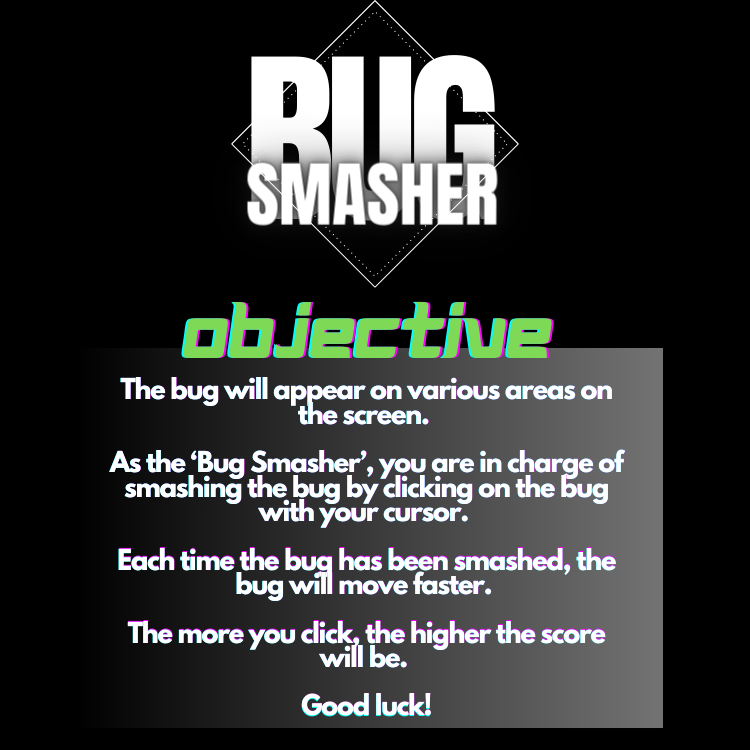 BUG
SMASHER
objective
The bug will appear on various areas on
the screen.
As the ‘Bug Smasher’, you are in charge of
smashing the bug by clicking on the bug
with your cursor.
Each time the bug has been smashed, the
bug will move faster.
The more you click, the higher the score
will be.
Good luck!